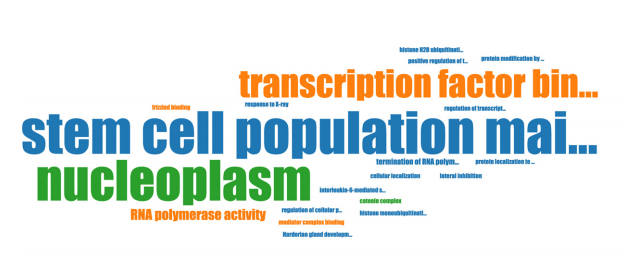 histone H2B ubiquitinati...
positive regulation of t...
protein modification by ...
transcription factor bin...
frizzled binding
response to X-ray
regulation of transcript...
stem cell population mai...
termination of RNA polym...
protein localization to ...
nucleoplasm
cellular localization
lateral inhibition
interleukin-6-mediated s...
catenin complex
RNA polymerase activity
regulation of cellular p...
histone monoubiquitinati...
mediator complex binding
Harderian gland developm...